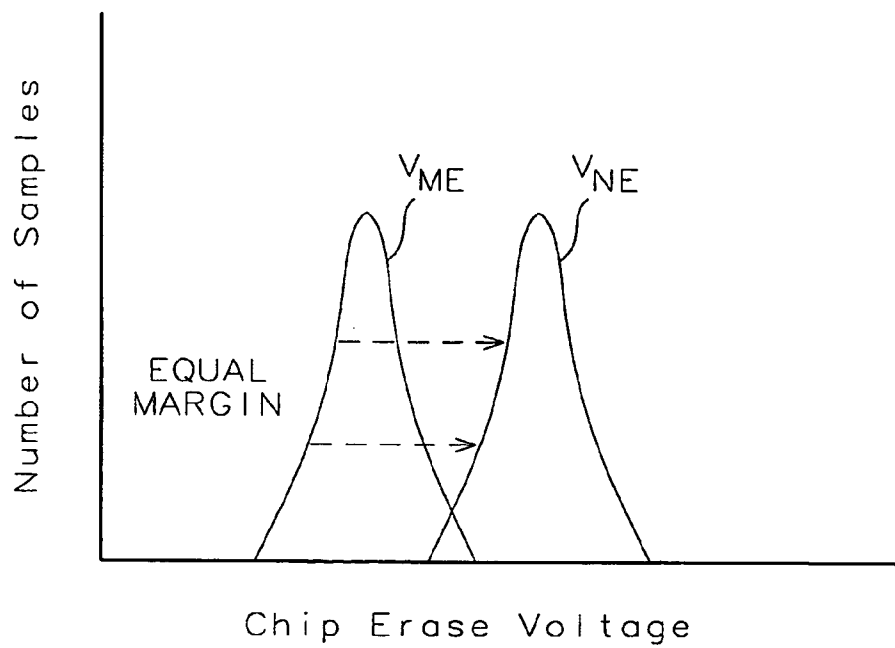 Number of Samples
V_ME
V_NE
EQUAL
MARGIN
Chip Erase Voltage